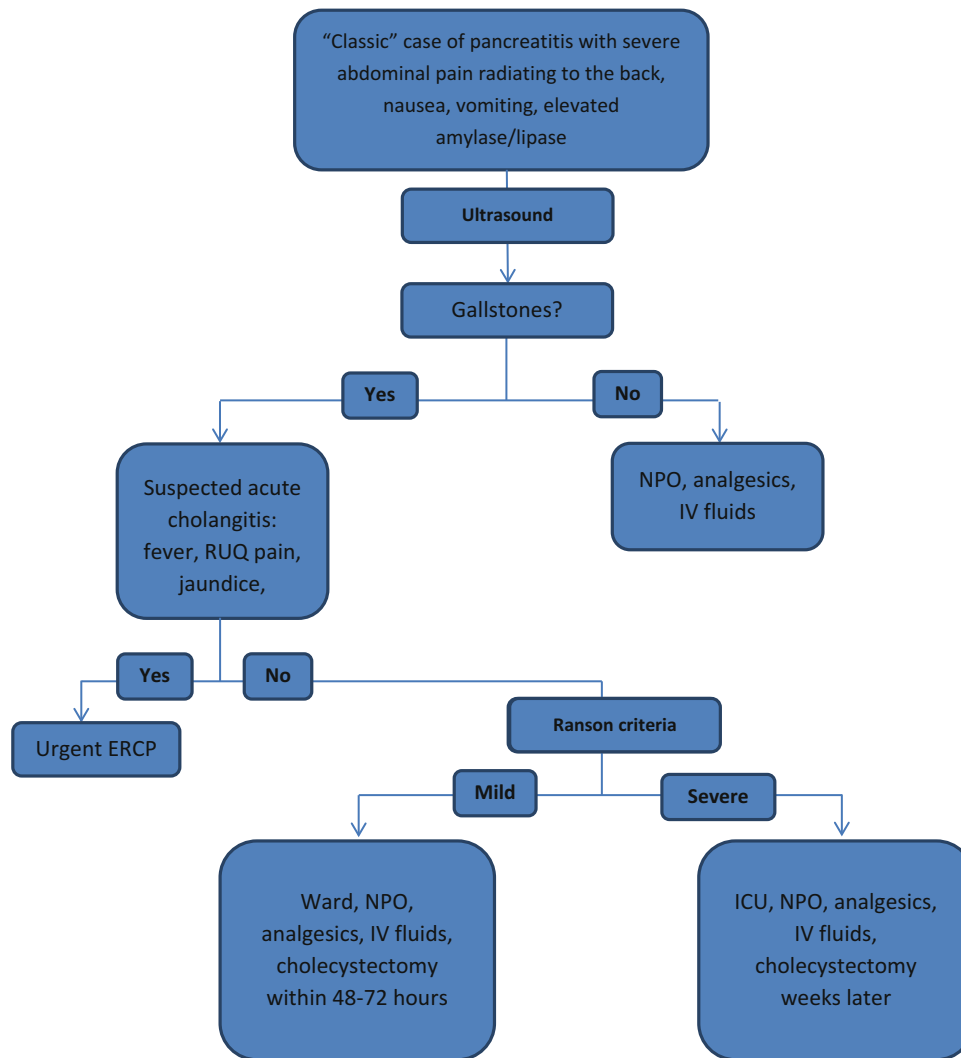 “Classic” case of pancreatitis with severe
abdominal pain radiating to the back,
nausea, vomiting, elevated
amylase/lipase
Ultrasound
Gallstones?
Yes
No
Suspected acute
cholangitis:
fever, RUQ pain,
jaundice,
NPO, analgesics,
IV fluids
Yes
No
Urgent ERCP
Ranson criteria
Mild
Severe
Ward, NPO,
analgesics, IV fluids,
cholecystectomy
within 48-72 hours
ICU, NPO, analgesics,
IV fluids,
cholecystectomy
weeks later